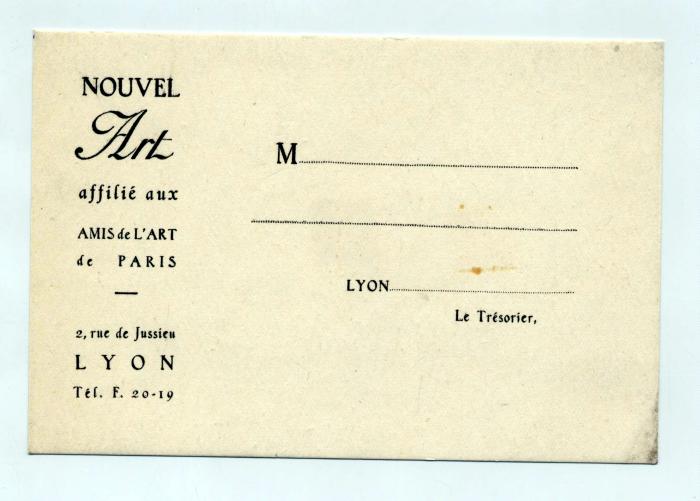 NOUVEL
Art
affilié aux
AMIS de L'ART
de PARIS
2, rue de Jussieu
LYON
Tél. F. 20-19
M
LYON
Le Trésorier,